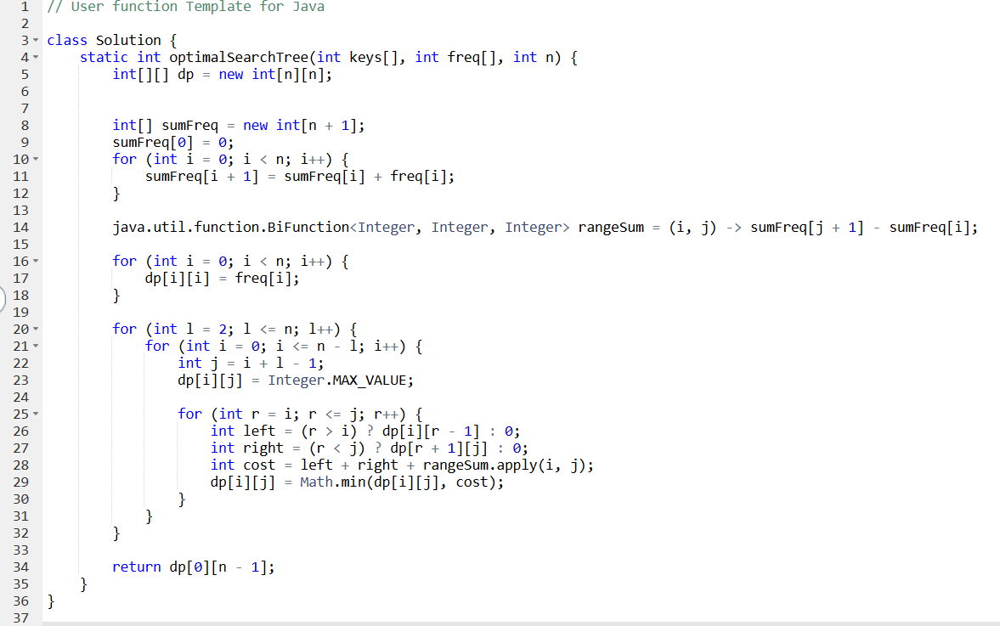 1 // User function Template for Java
2
3 class Solution {
4     static int optimalSearchTree(int keys[], int freq[], int n) {
5         int[][] dp = new int[n][n];
6
7
8         int[] sumFreq = new int[n + 1];
9         sumFreq[0] = 0;
10         for (int i = 0; i < n; i++) {
11             sumFreq[i + 1] = sumFreq[i] + freq[i];
12         }
13
14         java.util.function.BiFunction<Integer, Integer, Integer> rangeSum = (i, j) -> sumFreq[j + 1] - sumFreq[i];
15
16         for (int i = 0; i < n; i++) {
17             dp[i][i] = freq[i];
18         }
19
20         for (int l = 2; l <= n; l++) {
21             for (int i = 0; i <= n - l; i++) {
22                 int j = i + l - 1;
23                 dp[i][j] = Integer.MAX_VALUE;
24
25                 for (int r = i; r <= j; r++) {
26                     int left = (r > i) ? dp[i][r - 1] : 0;
27                     int right = (r < j) ? dp[r + 1][j] : 0;
28                     int cost = left + right + rangeSum.apply(i, j);
29                     dp[i][j] = Math.min(dp[i][j], cost);
30                 }
31             }
32         }
33
34         return dp[0][n - 1];
35     }
36 }
37